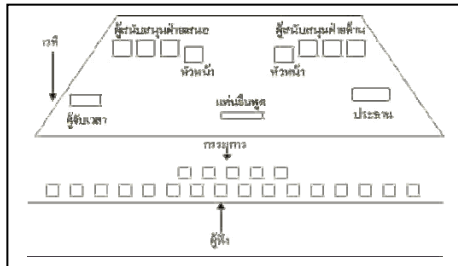 ผู้สนับสนุนฝ่ายเสนอ
ผู้สนับสนุนฝ่ายค้าน
เวที
หัวหน้า
หัวหน้า
ผู้จับเวลา
แท่นยืนพูด
ประธาน
กรรมการ
ผู้ฟัง